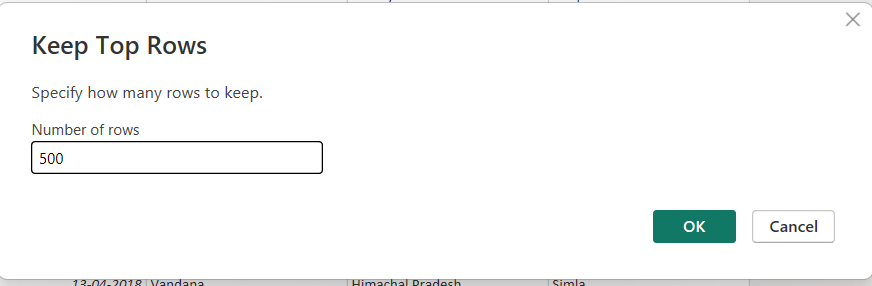 Keep Top Rows
Specify how many rows to keep.
Number of rows
500
OK Cancel
13-04-2018 Vandana Himachal Pradesh Simla